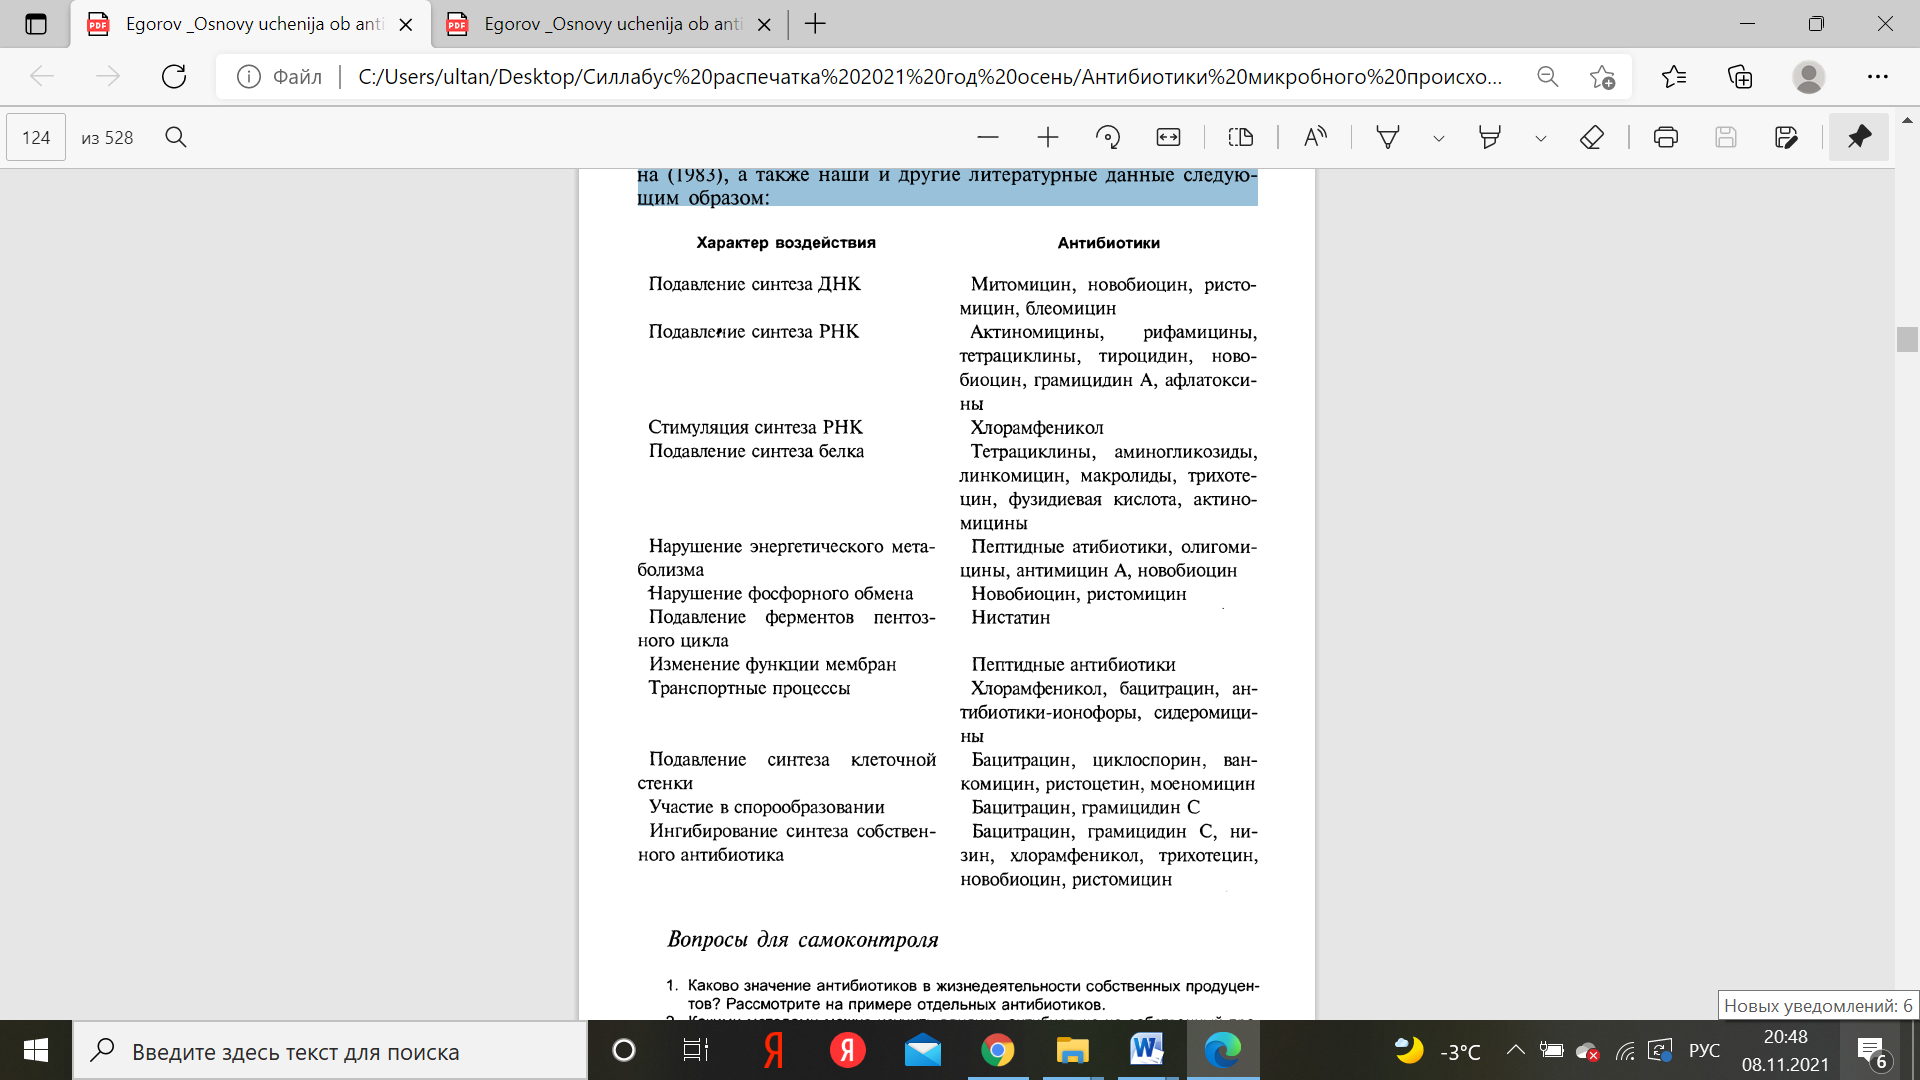 Egorov _Osnovy uchenija ob anti
Egorov _Osnovy uchenija ob anti
Файл
C:/Users/ultan/Desktop/Силлабус%20распечатка%202021%20год%20осень/Антибиотики%20микробного%20происхо...
124
из 528
на (1983), а также наши и другие литературные данные следую-
щим образом:
Характер воздействия Антибиотики
Подавление синтеза ДНК Митомицин, новобиоцин, ристо-
мицин, блеомицин
Подавление синтеза РНК Актиномицины, рифамицины,
тетрациклины, тироцидин, ново-
биоцин, грамицидин А, афлатокси-
ны
Стимуляция синтеза РНК Хлорамфеникол
Подавление синтеза белка Тетрациклины, аминогликозиды,
линкомицин, макролиды, трихоте-
цин, фузидиевая кислота, актино-
мицины
Нарушение энергетического мета- Пептидные атибиотики, олигоми-
болизма цины, антимицин А, новобиоцин
Нарушение фосфорного обмена Новобиоцин, ристомицин
Подавление ферментов пентоз- Нистатин
ного цикла
Изменение функции мембран Пептидные антибиотики
Транспортные процессы Хлорамфеникол, бацитрацин, ан-
тибиотики-ионофоры, сидеромици-
ны
Подавление синтеза клеточной Бацитрацин, циклоспорин, ван-
стенки комицин, ристоцетин, моеномицин
Участие в спорообразовании Бацитрацин, грамицидин С
Ингибирование синтеза собствен- Бацитрацин, грамицидин С, ни-
ного антибиотика зин, хлорамфеникол, трихотецин,
новобиоцин, ристомицин
Вопросы для самоконтроля
1. Каково значение антибиотиков в жизнедеятельности собственных продуцен-
тов? Рассмотрите на примере отдельных антибиотиков.
Новых уведомлений: 6
Введите здесь текст для поиска
-3°C
РУС
20:48
08.11.2021
6